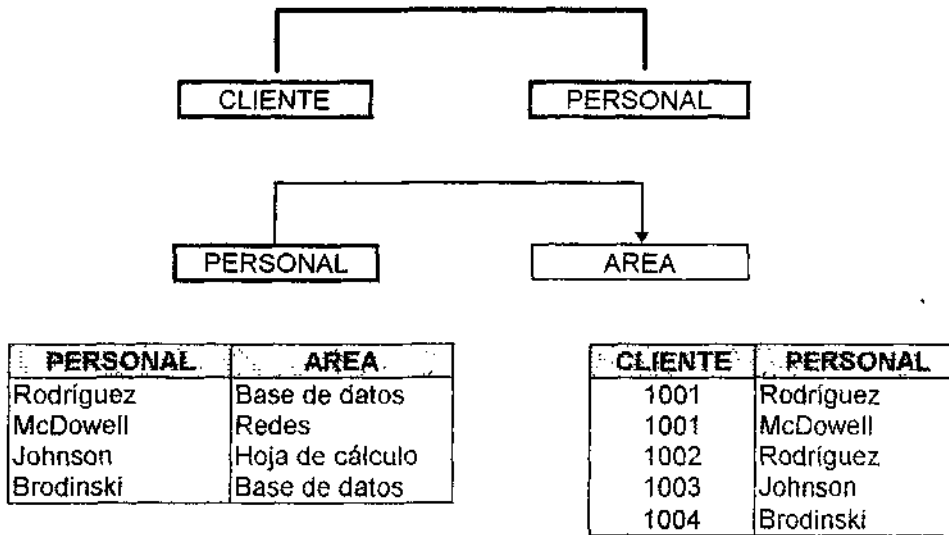 CLIENTE PERSONAL
PERSONAL AREA
PERSONAL AREA
Rodríguez Base de datos
McDowell Redes
Johnson Hoja de cálculo
Brodinski Base de datos
CLIENTE PERSONAL
1001 Rodríguez
1001 McDowell
1002 Rodríguez
1003 Johnson
1004 Brodinski